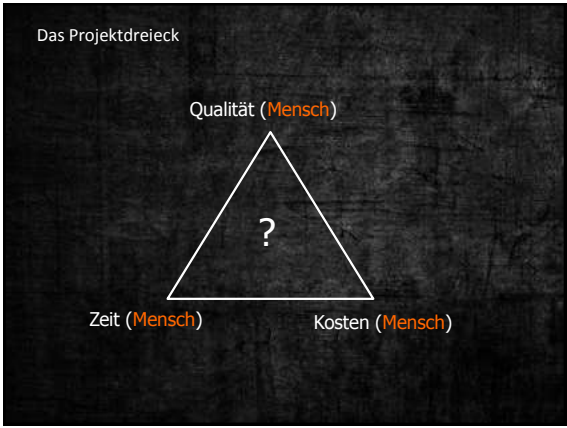 Das Projektdreieck
Qualität (Mensch)
?
Zeit (Mensch)
Kosten (Mensch)